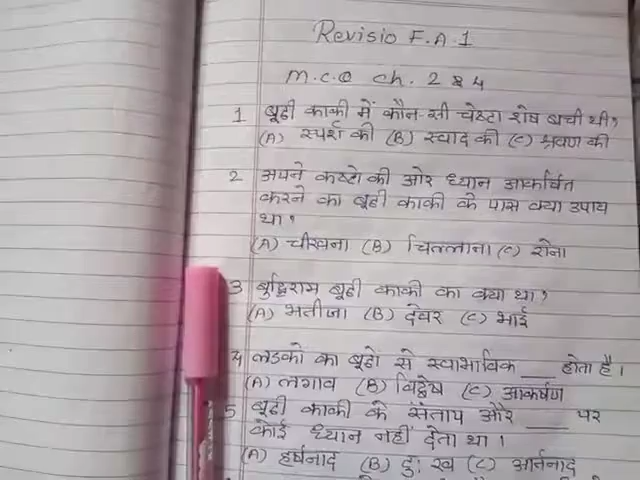 Revisio F.A.1
M.C.Q ch. 2 & 4
1 बूढ़ी काकी में कौन-सी चेष्टा शेष बची थी?
(A) स्पर्श की (B) स्वाद की (C) श्रवण की
2 अपने कष्टो की ओर ध्यान आकर्षित
करने का बूढी काकी के पास क्या उपाय
था?
(A) चीखना (B) चिल्लाना (C) रोना
3 बुद्धिराम बूढी काकी का क्या था?
(A) भतीजा (B) देवर (C) भाई
4 लडको का बूढों से स्वाभाविक ___ होता है।
(A) लगाव (B) विद्वेष (C) आकर्षण
5 बूढी काकी के संताप और ___ पर
कोई ध्यान नहीं देता था।
(A) हर्षनाद (B) दुःख (C) आर्तनाद